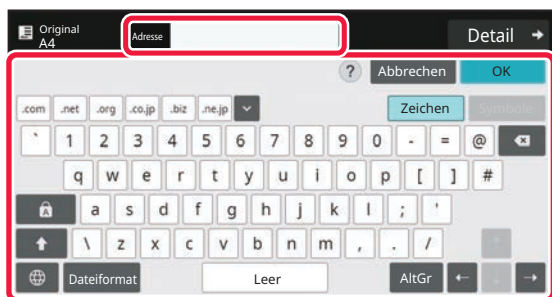 Original
A4
Adresse
Detail
? Abbrechen OK
.com .net .org .co.jp .biz .ne.jp Zeichen Symbole
` 1 2 3 4 5 6 7 8 9 0 - = @
q w e r t y u i o p [ ] #
A a s d f g h j k l ; '
\ z x c v b n m , . /
Dateiformat Leer AltGr